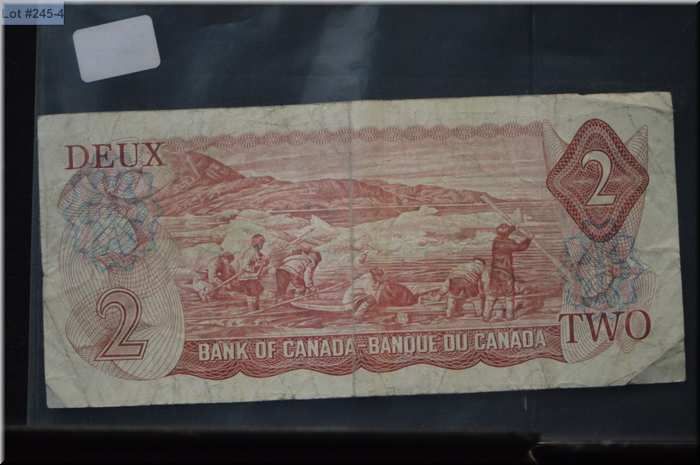 Lot #245-4
DEUX
2
2
TWO
BANK OF CANADA-BANQUE DU CANADA